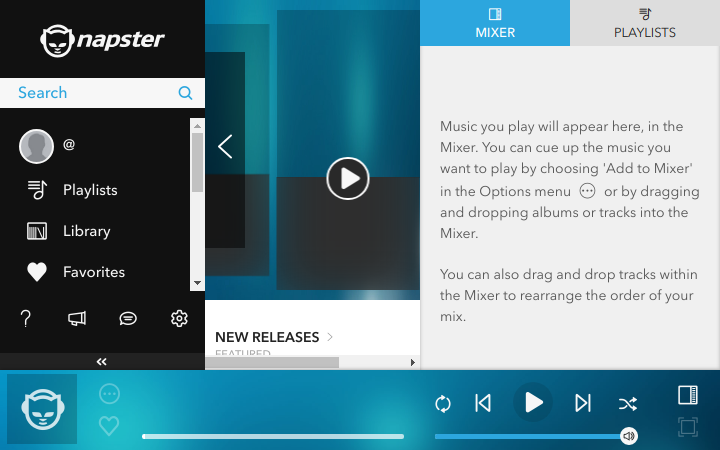 napster
Search
@
Playlists
Library
Favorites
?
NEW RELEASES
FEATURED
MIXER
PLAYLISTS
Music you play will appear here, in the
Mixer. You can cue up the music you
want to play by choosing 'Add to Mixer'
in the Options menu or by dragging
and dropping albums or tracks into the
Mixer.
You can also drag and drop tracks within
the Mixer to rearrange the order of your
mix.